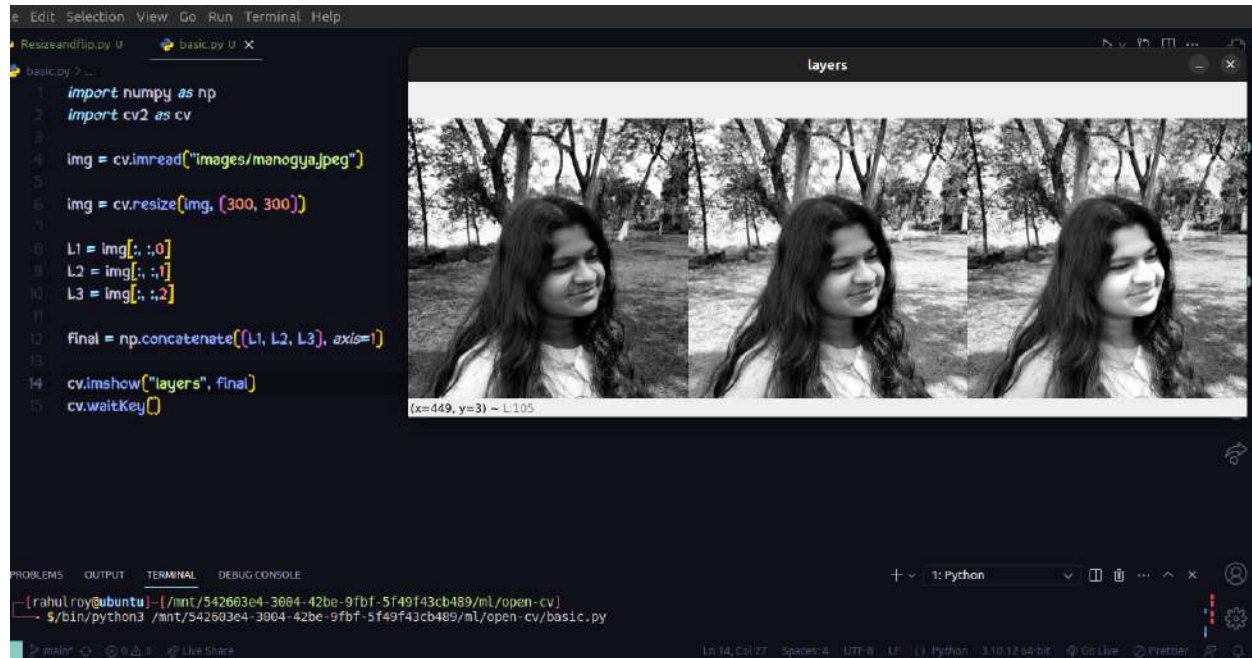 e Edit Selection View Go Run Terminal Help
Resizeandflip.py U basic.py U X
basic.py > ...
layers
1 import numpy as np
2 import cv2 as cv
3
4 img = cv.imread("images/manogya.jpeg")
5
6 img = cv.resize(img, (300, 300))
7
8 L1 = img[:, :,0]
9 L2 = img[:, :,1]
10 L3 = img[:, :,2]
11
12 final = np.concatenate((L1, L2, L3), axis=1)
13
14 cv.imshow("layers", final)
15 cv.waitKey()
(x=449, y=3) ~ L:105
PROBLEMS OUTPUT TERMINAL DEBUG CONSOLE 1: Python
[rahulroy@ubuntu]-[/mnt/542603e4-3004-42be-9fbf-5f49f43cb489/ml/open-cv]
$/bin/python3 /mnt/542603e4-3004-42be-9fbf-5f49f43cb489/ml/open-cv/basic.py
main* 0 0 Live Share Ln 14, Col 27 Spaces: 4 UTF-8 LF Python 3.10.12 64-bit Go Live Prettier